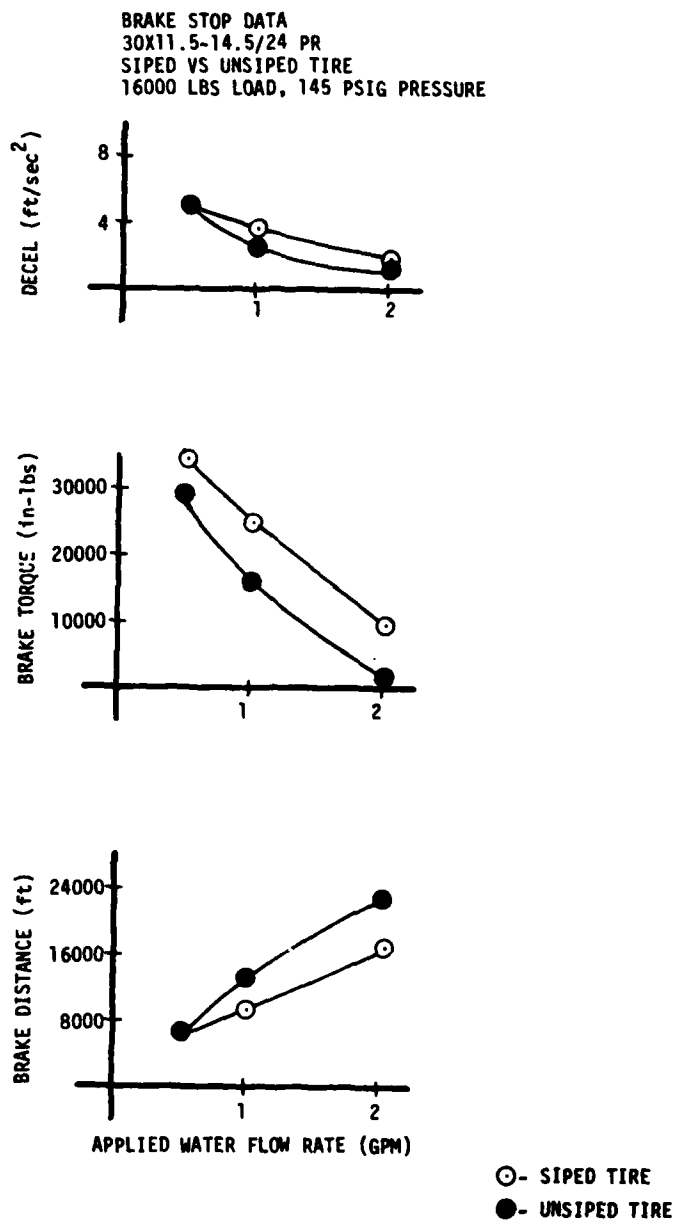 BRAKE STOP DATA
30X11.5-14.5/24 PR
SIPED VS UNSIPED TIRE
16000 LBS LOAD, 145 PSIG PRESSURE
DECEL (ft/sec²)
8
4
1 2
BRAKE TORQUE (in-lbs)
30000
20000
10000
1 2
BRAKE DISTANCE (ft)
24000
16000
8000
1 2
APPLIED WATER FLOW RATE (GPM)
⊙- SIPED TIRE
●- UNSIPED TIRE